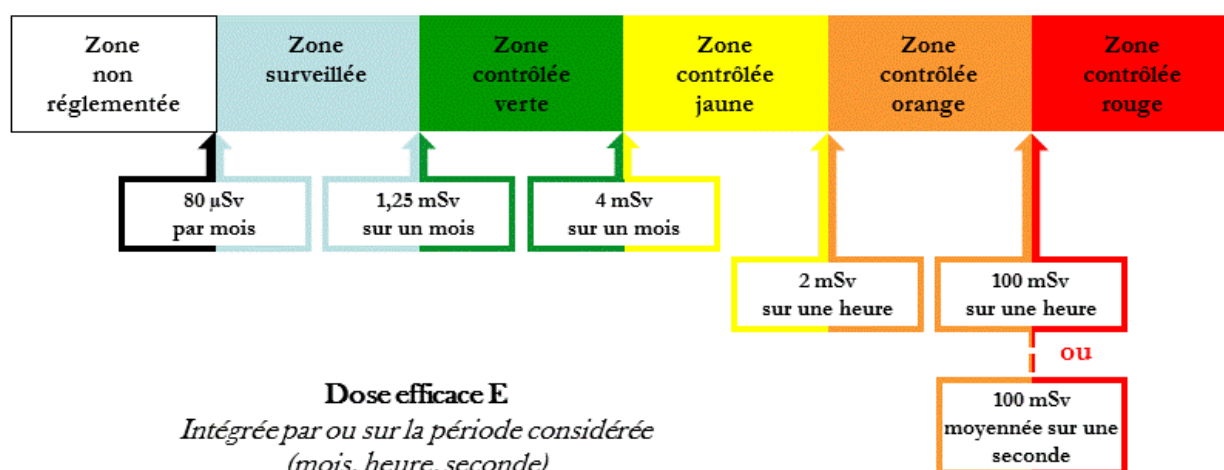 Zone
non
réglementée
Zone
surveillée
Zone
contrôlée
verte
Zone
contrôlée
jaune
Zone
contrôlée
orange
Zone
contrôlée
rouge
80 µSv
par mois
1,25 mSv
sur un mois
4 mSv
sur un mois
2 mSv
sur une heure
100 mSv
sur une heure
ou
100 mSv
moyennée sur une
seconde
Dose efficace E
Intégrée par ou sur la période considérée
(mois, heure, seconde)